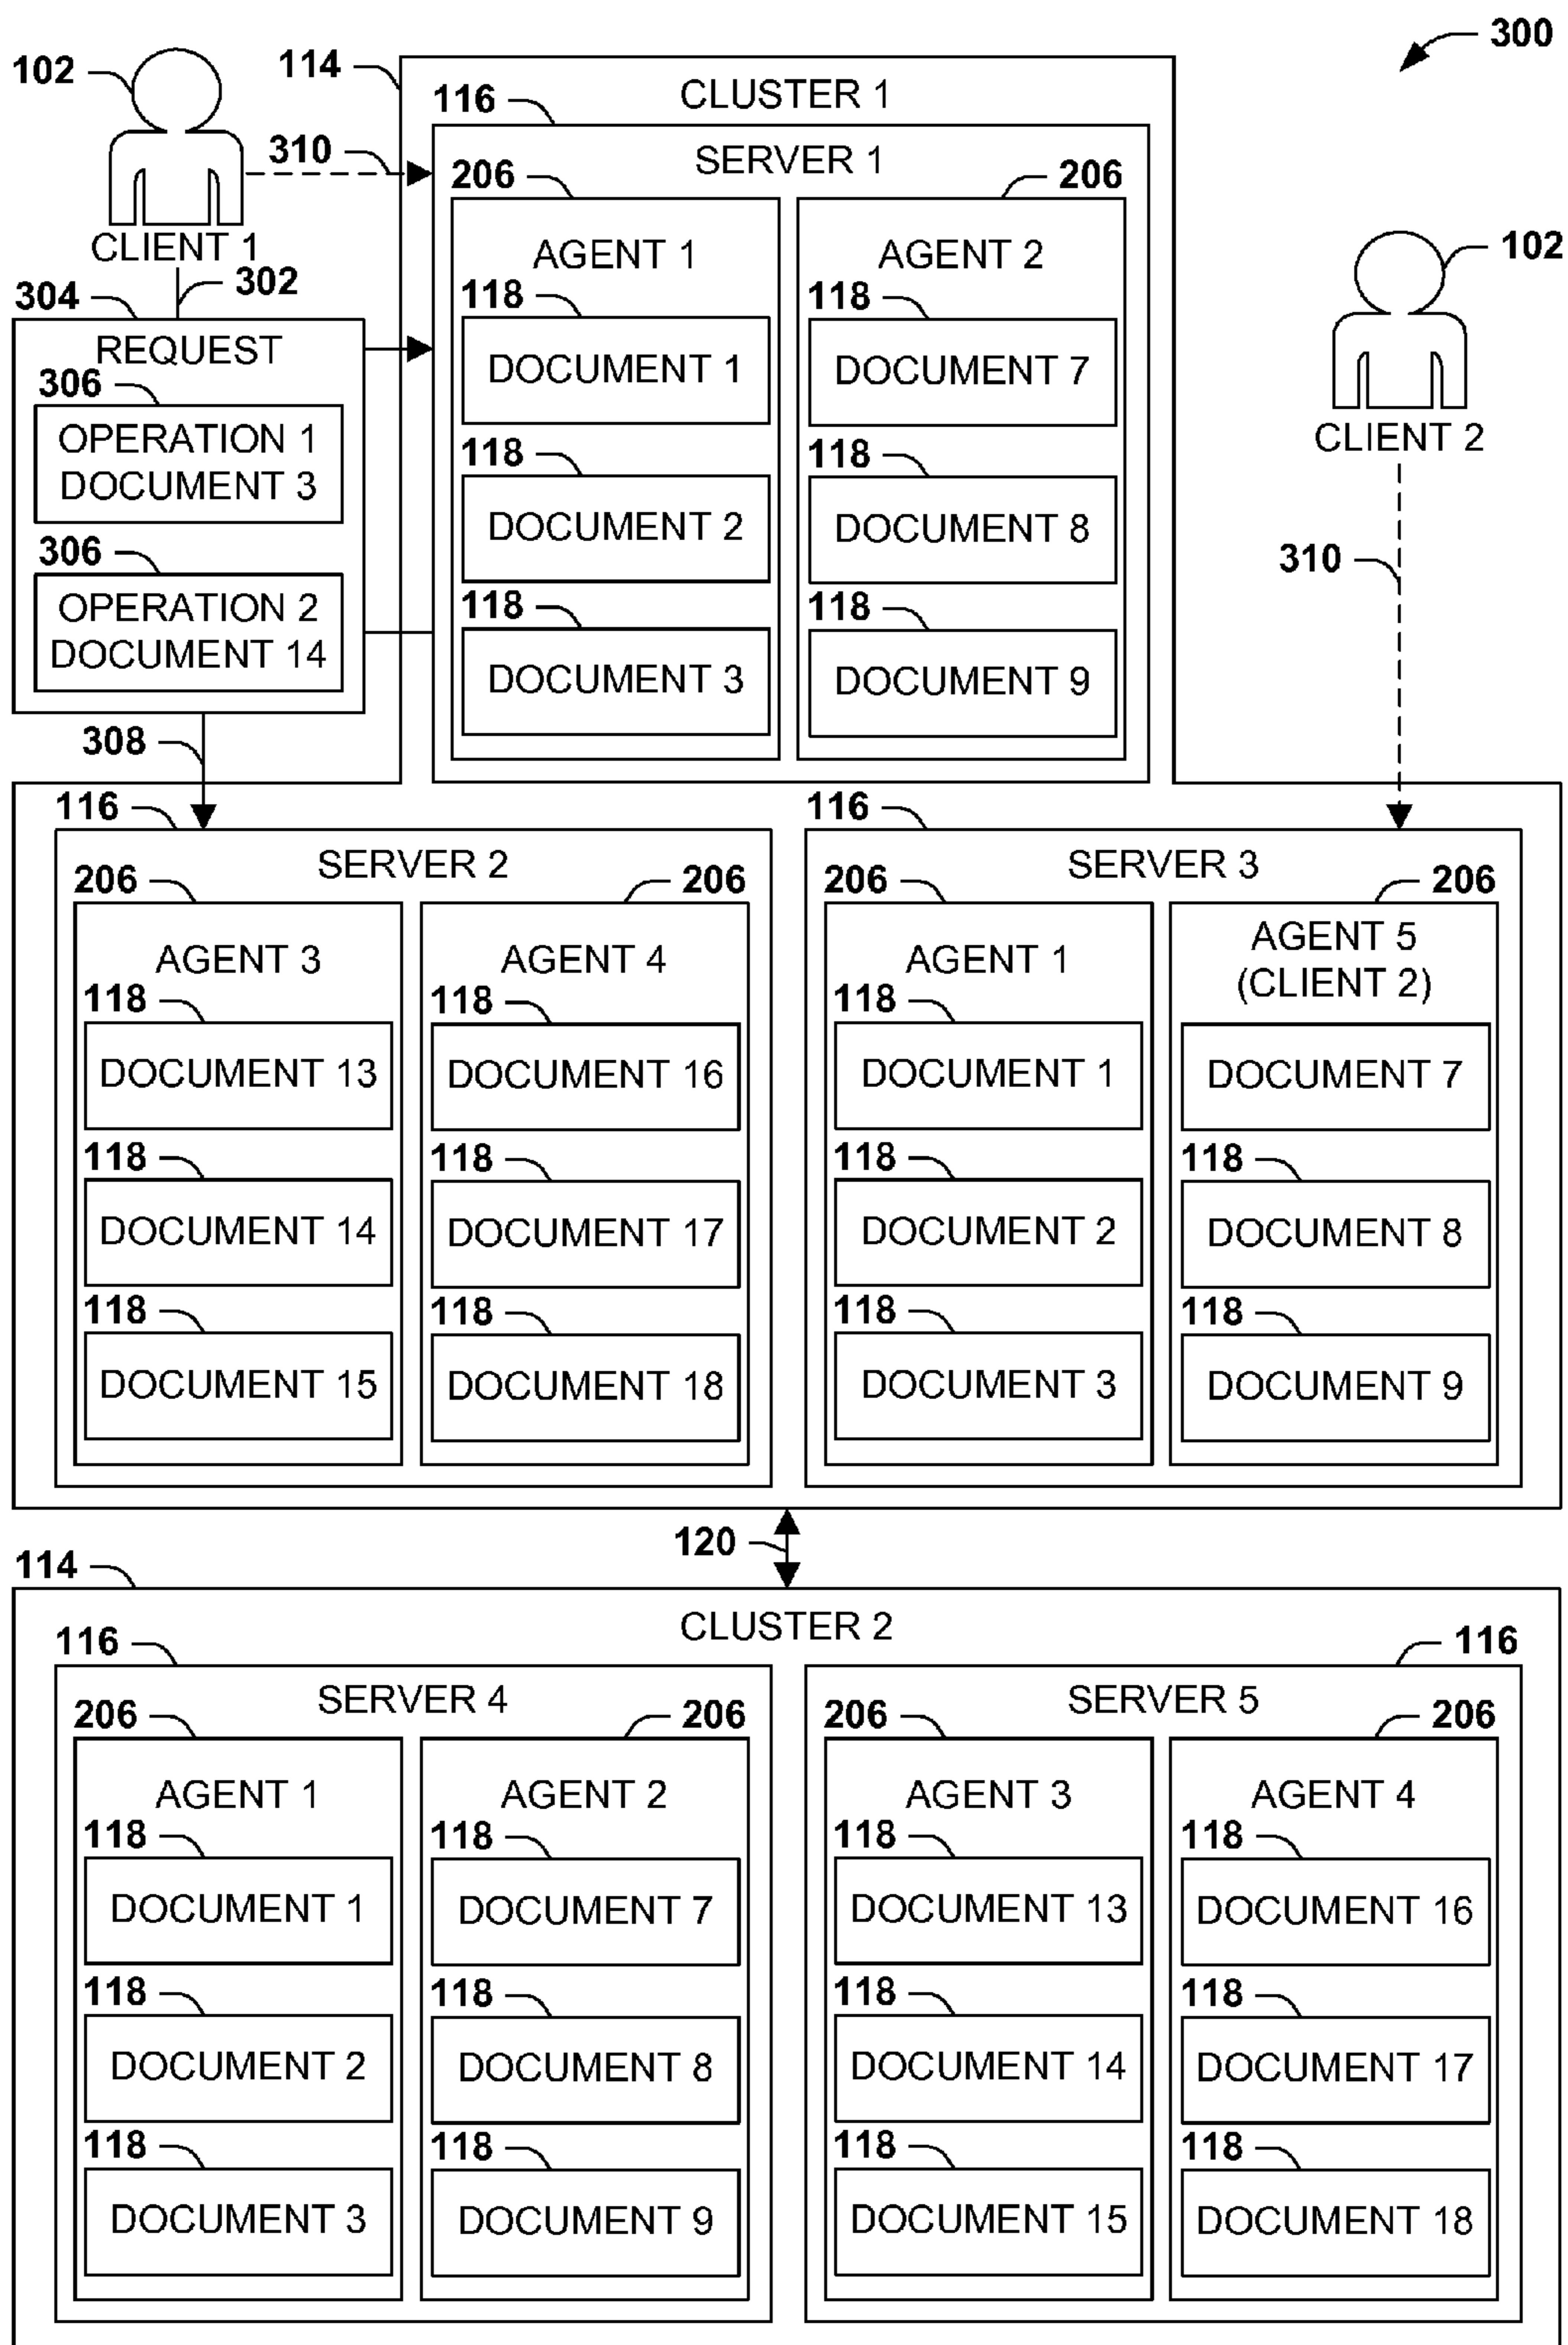 300
102
114
CLUSTER 1
116
310
SERVER 1
206
206
CLIENT 1
AGENT 1
AGENT 2
102
302
304
118
118
REQUEST
DOCUMENT 1
DOCUMENT 7
306
OPERATION 1
DOCUMENT 3
CLIENT 2
118
118
DOCUMENT 2
DOCUMENT 8
306
310
OPERATION 2
DOCUMENT 14
118
118
DOCUMENT 3
DOCUMENT 9
308
116
116
SERVER 2
SERVER 3
206
206
206
206
AGENT 3
AGENT 4
AGENT 1
AGENT 5
(CLIENT 2)
118
118
118
DOCUMENT 13
DOCUMENT 16
DOCUMENT 1
DOCUMENT 7
118
118
118
118
DOCUMENT 14
DOCUMENT 17
DOCUMENT 2
DOCUMENT 8
118
118
118
118
DOCUMENT 15
DOCUMENT 18
DOCUMENT 3
DOCUMENT 9
120
114
CLUSTER 2
116
116
SERVER 4
SERVER 5
206
206
206
206
AGENT 1
AGENT 2
AGENT 3
AGENT 4
118
118
118
118
DOCUMENT 1
DOCUMENT 7
DOCUMENT 13
DOCUMENT 16
118
118
118
118
DOCUMENT 2
DOCUMENT 8
DOCUMENT 14
DOCUMENT 17
118
118
118
118
DOCUMENT 3
DOCUMENT 9
DOCUMENT 15
DOCUMENT 18